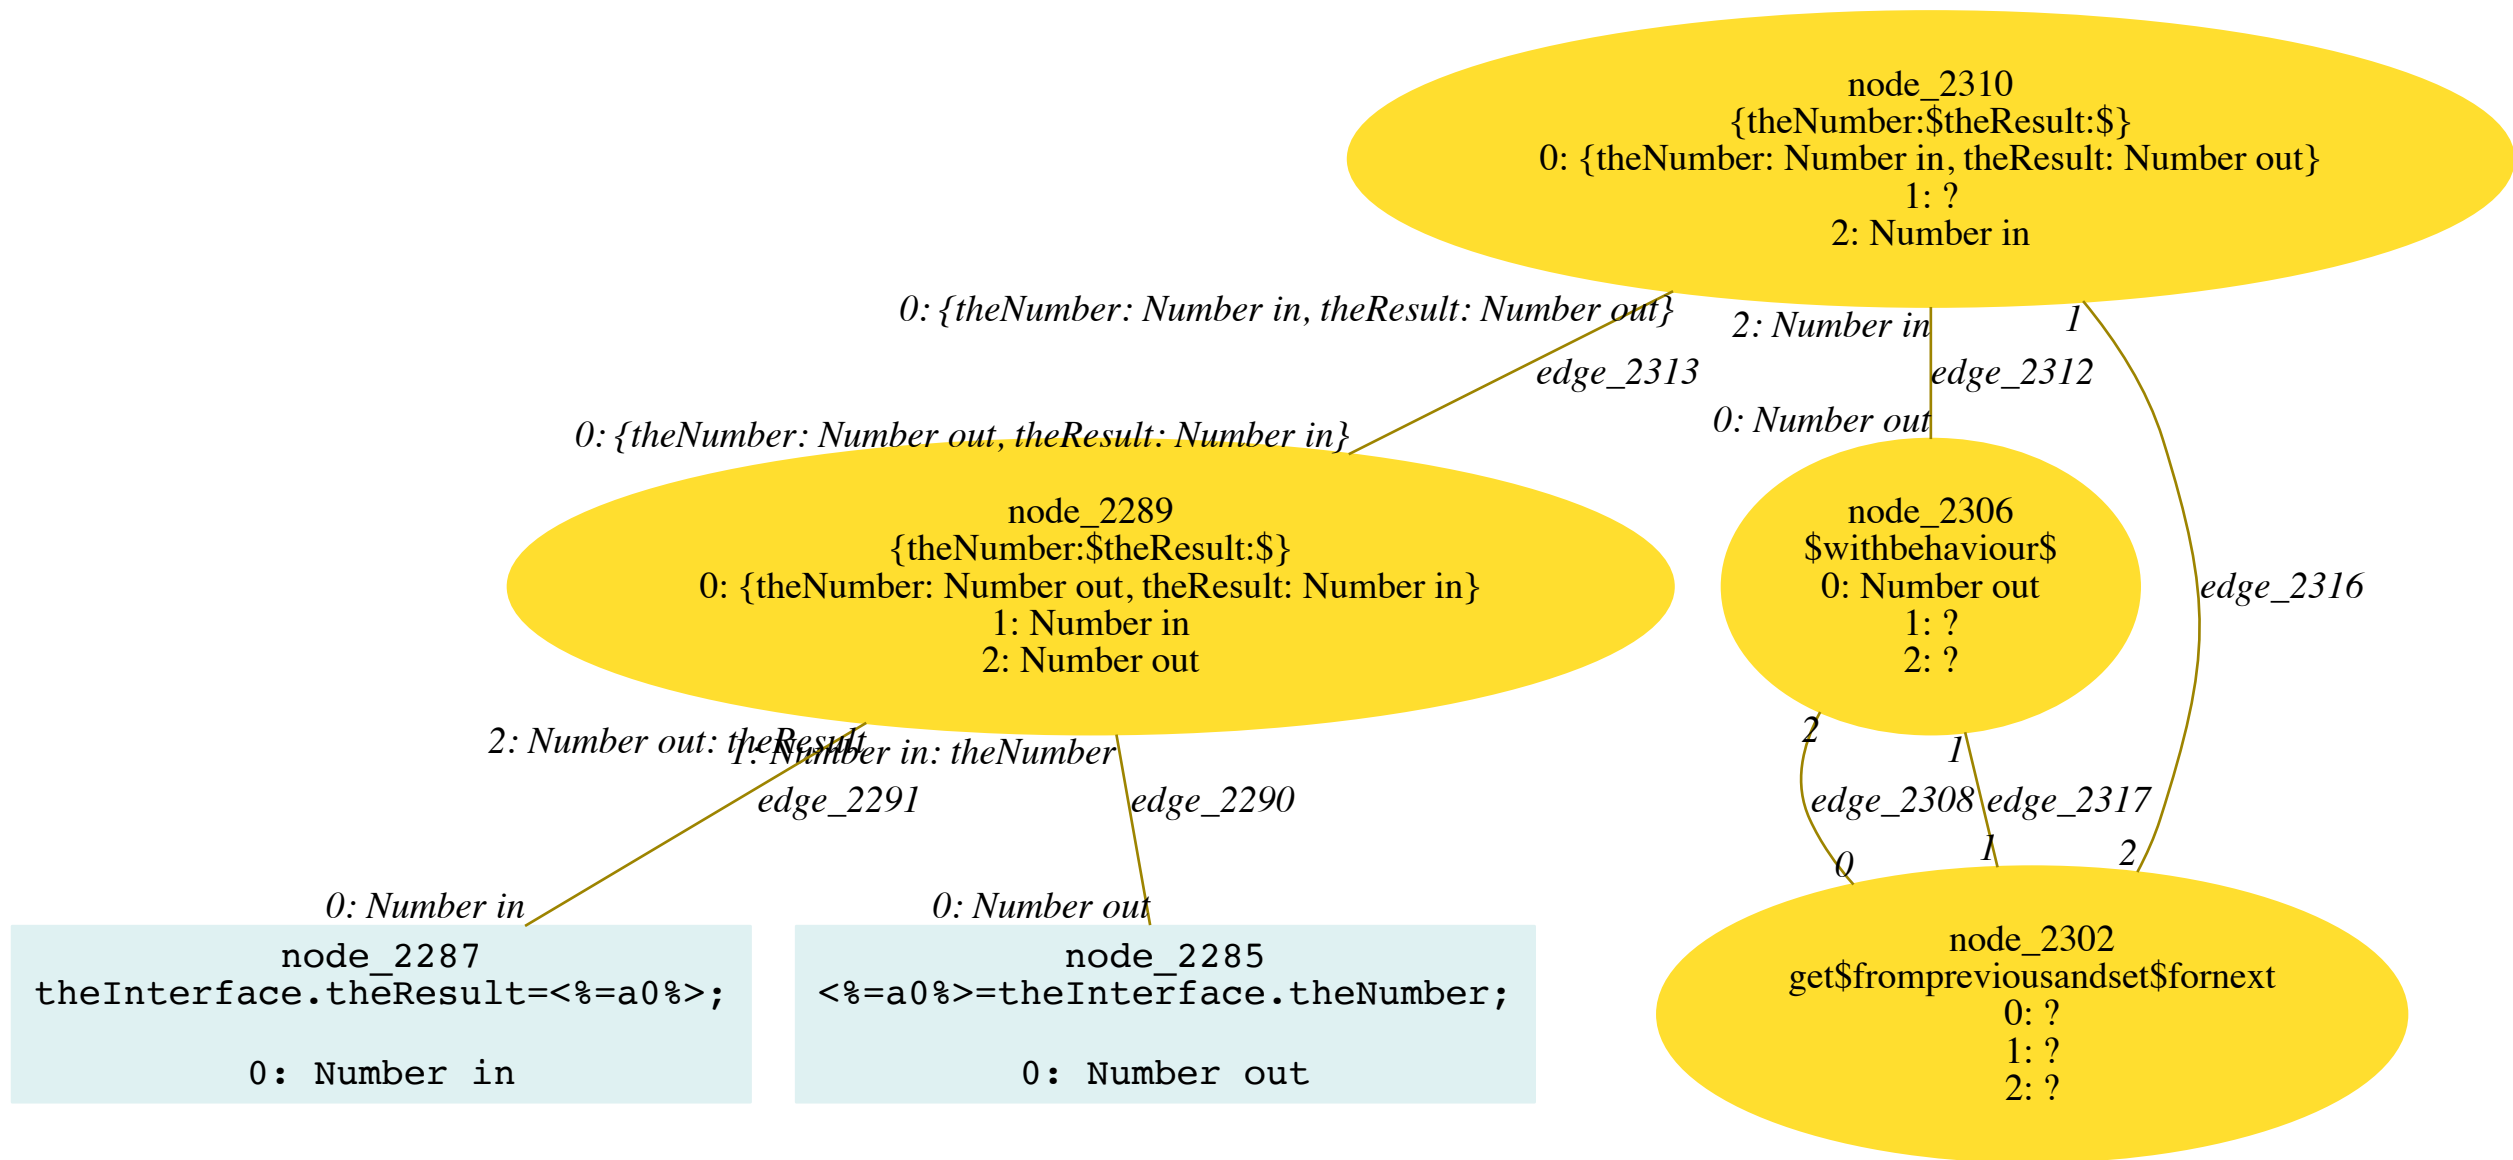 node_2310
{theNumber:$theResult:$}
0: {theNumber: Number in, theResult: Number out}
1: ?
2: Number in
0: {theNumber: Number in, theResult: Number out}
2: Number in
1
edge_2313
edge_2312
0: {theNumber: Number out, theResult: Number in}
0: Number out
node_2289
{theNumber:$theResult:$}
0: {theNumber: Number out, theResult: Number in}
1: Number in
2: Number out
node_2306
$withbehaviour$
0: Number out
1: ?
2: ?
edge_2316
2: Number out: theResult
1: Number in: theNumber
2
1
edge_2291
edge_2290
edge_2308
edge_2317
0: Number in
0: Number out
0
1
2
node_2287
theInterface.theResult=<%=a0%>;
0: Number in
node_2285
<%=a0%>=theInterface.theNumber;
0: Number out
node_2302
get$frompreviousandset$fornext
0: ?
1: ?
2: ?